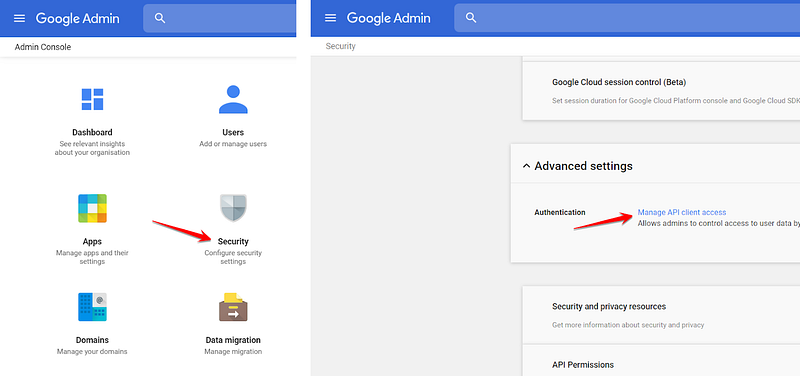 Google Admin
Admin Console
Dashboard
See relevant insights
about your organisation
Users
Add or manage users
Apps
Manage apps and their
settings
Security
Configure security
settings
Domains
Manage your domains
Data migration
Manage migration
Google Admin
Security
Google Cloud session control (Beta)
Set session duration for Google Cloud Platform console and Google Cloud SDK
Advanced settings
Authentication
Manage API client access
Allows admins to control access to user data by
Security and privacy resources
Get more information about security and privacy
API Permissions